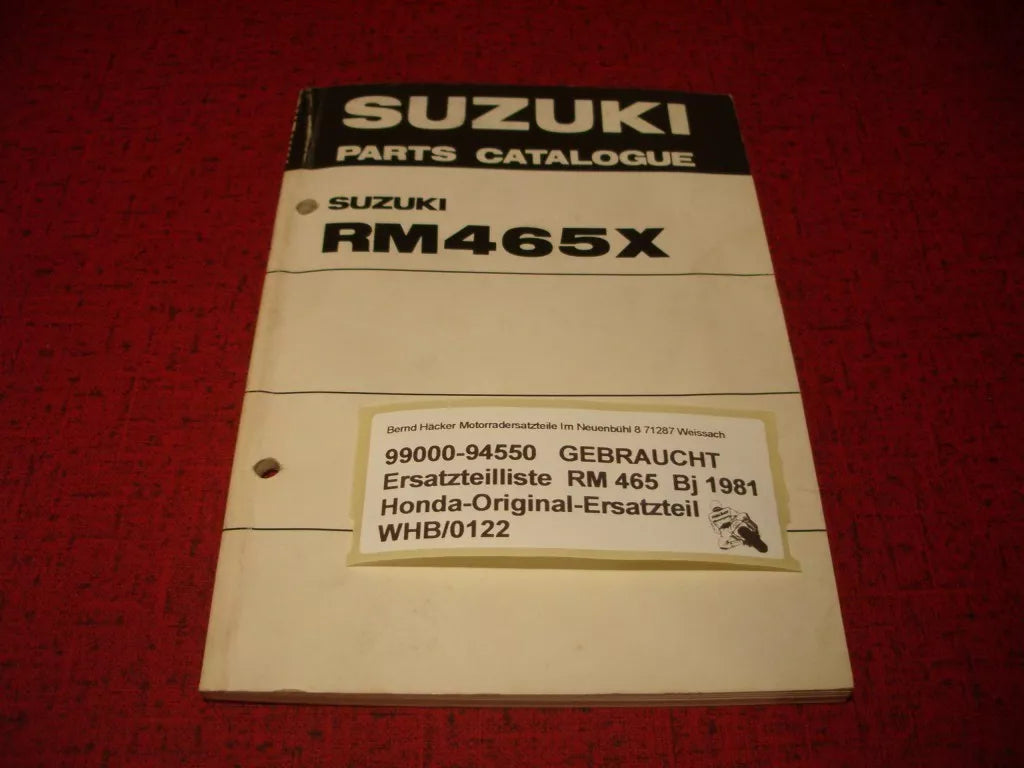 SUZUKI
PARTS CATALOGUE
SUZUKI
RM465X
Bernd Häcker Motorradersatzteile Im Neuenbühl 8 71287 Weissach
99000-94550 GEBRAUCHT
Ersatzteilliste RM 465 Bj 1981
Honda-Original-Ersatzteil
WHB/0122